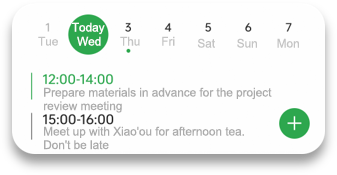 1 Today 3 4 5 6 7
Tue Wed Thu Fri Sat Sun Mon
12:00-14:00
Prepare materials in advance for the project
review meeting
15:00-16:00
Meet up with Xiao'ou for afternoon tea.
Don't be late